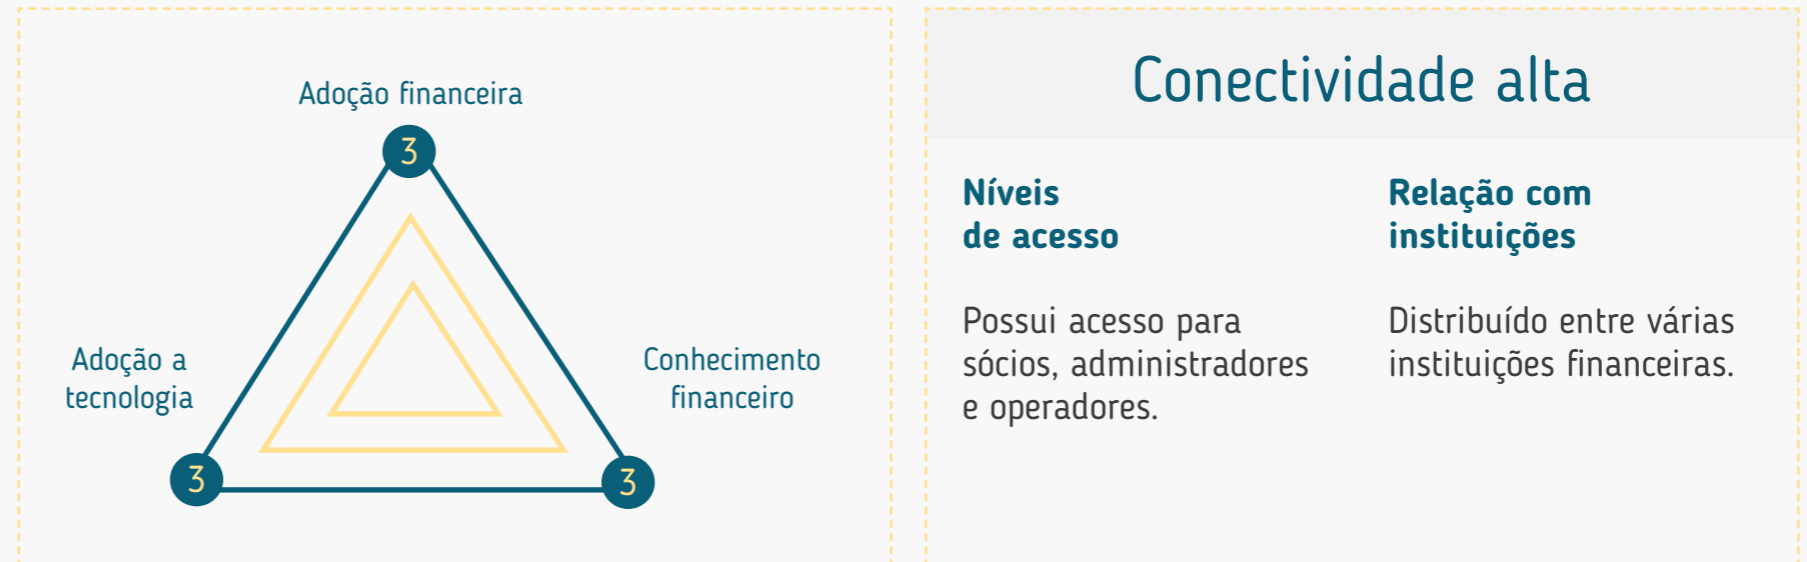 Adoção financeira
3
Adoção a
tecnologia
Conhecimento
financeiro
3
3
Conectividade alta
Níveis
de acesso
Possui acesso para
sócios, administradores
e operadores.
Relação com
instituições
Distribuído entre várias
instituições financeiras.